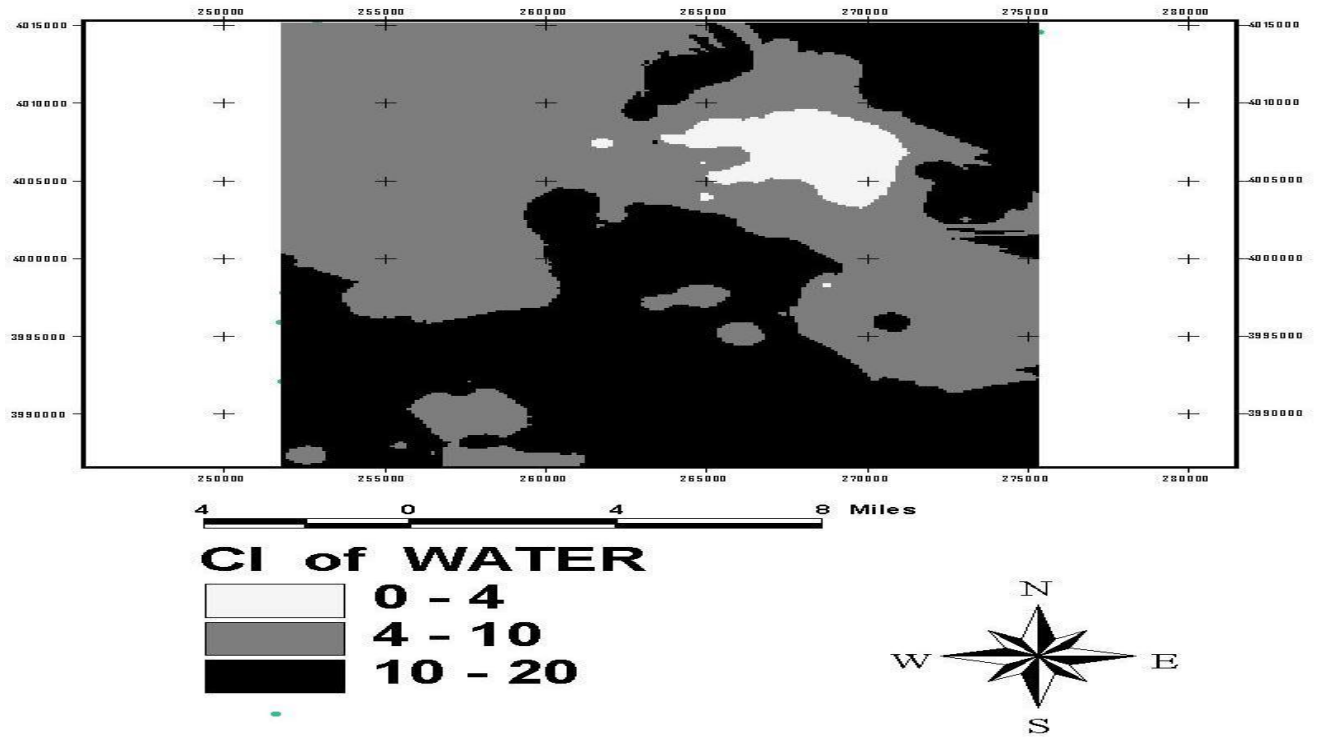 250000 255000 260000 265000 270000 275000 280000
4015000 4015000
4010000 4010000
4005000 4005000
4000000 4000000
3995000 3995000
3990000 3990000
250000 255000 260000 265000 270000 275000 280000
4 0 4 8 Miles
Cl of WATER
0 - 4
4 - 10
10 - 20
N
W E
S